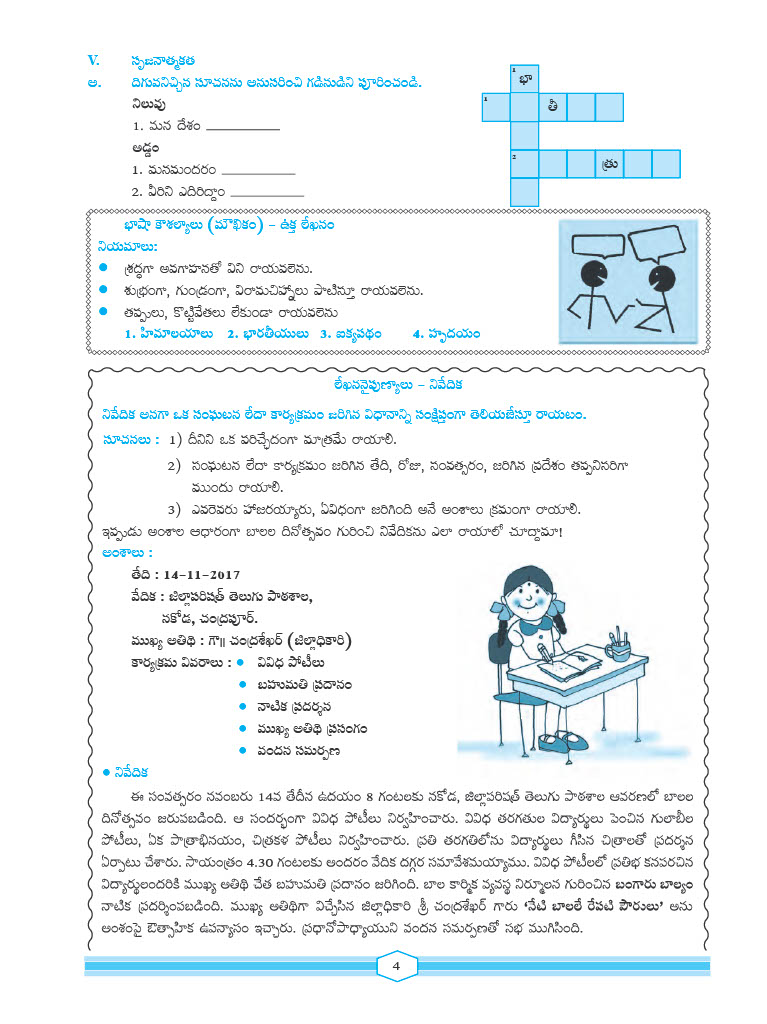 V. సృజనాత్మకత
అ. దిగువనిచ్చిన సూచనను అనుసరించి గడినుడిని పూరించండి.
నిలువు
1. మన దేశం ___________
అడ్డం
1. మనమందరం ___________
2. వీరిని ఎదిరిద్దాం ___________
1
భా
1
తీ
2
త్రు
భాషా కౌశల్యాలు (మౌఖికం) – ఉక్త లేఖనం
నియమాలు:
● శ్రద్ధగా అవగాహనతో విని రాయవలెను.
● శుభ్రంగా, గుండ్రంగా, విరామచిహ్నాలు పాటిస్తూ రాయవలెను.
● తప్పులు, కొట్టివేతలు లేకుండా రాయవలెను
1. హిమాలయాలు 2. భారతీయులు 3. ఐక్యపథం 4. హృదయం
లేఖననైపుణ్యాలు – నివేదిక
నివేదిక అనగా ఒక సంఘటన లేదా కార్యక్రమం జరిగిన విధానాన్ని సంక్షిప్తంగా తెలియజేస్తూ రాయటం.
సూచనలు : 1) దీనిని ఒక పరిచ్ఛేదంగా మాత్రమే రాయాలి.
2) సంఘటన లేదా కార్యక్రమం జరిగిన తేది, రోజు, సంవత్సరం, జరిగిన ప్రదేశం తప్పనిసరిగా
ముందు రాయాలి.
3) ఎవరెవరు హాజరయ్యారు, ఏవిధంగా జరిగింది అనే అంశాలు క్రమంగా రాయాలి.
ఇప్పుడు అంశాల ఆధారంగా బాలల దినోత్సవం గురించి నివేదికను ఎలా రాయాలో చూద్దామా!
అంశాలు :
తేది : 14–11–2017
వేదిక : జిల్లాపరిషత్ తెలుగు పాఠశాల,
నకోడ, చంద్రపూర్.
ముఖ్య అతిథి : గౌ॥ చంద్రశేఖర్ (జిల్లాధికారి)
కార్యక్రమ వివరాలు : ● వివిధ పోటీలు
● బహుమతి ప్రదానం
● నాటిక ప్రదర్శన
● ముఖ్య అతిథి ప్రసంగం
● వందన సమర్పణ
● నివేదిక
ఈ సంవత్సరం నవంబరు 14వ తేదీన ఉదయం 8 గంటలకు నకోడ, జిల్లాపరిషత్ తెలుగు పాఠశాల ఆవరణలో బాలల
దినోత్సవం జరుపబడింది. ఆ సందర్భంగా వివిధ పోటీలు నిర్వహించారు. వివిధ తరగతుల విద్యార్థులు పెంచిన గులాబీల
పోటీలు, ఏక పాత్రాభినయం, చిత్రకళ పోటీలు నిర్వహించారు. ప్రతి తరగతిలోను విద్యార్థులు గీసిన చిత్రాలతో ప్రదర్శన
ఏర్పాటు చేశారు. సాయంత్రం 4.30 గంటలకు అందరం వేదిక దగ్గర సమావేశమయ్యాము. వివిధ పోటీలలో ప్రతిభ కనపరచిన
విద్యార్థులందరికి ముఖ్య అతిథి చేత బహుమతి ప్రదానం జరిగింది. బాల కార్మిక వ్యవస్థ నిర్మూలన గురించిన బంగారు బాల్యం
నాటిక ప్రదర్శింపబడింది. ముఖ్య అతిథిగా విచ్చేసిన జిల్లాధికారి శ్రీ చంద్రశేఖర్ గారు ‘నేటి బాలలే రేపటి పౌరులు’ అను
అంశంపై ఔత్సాహిక ఉపన్యాసం ఇచ్చారు. ప్రధానోపాధ్యాయుని వందన సమర్పణతో సభ ముగిసింది.
4